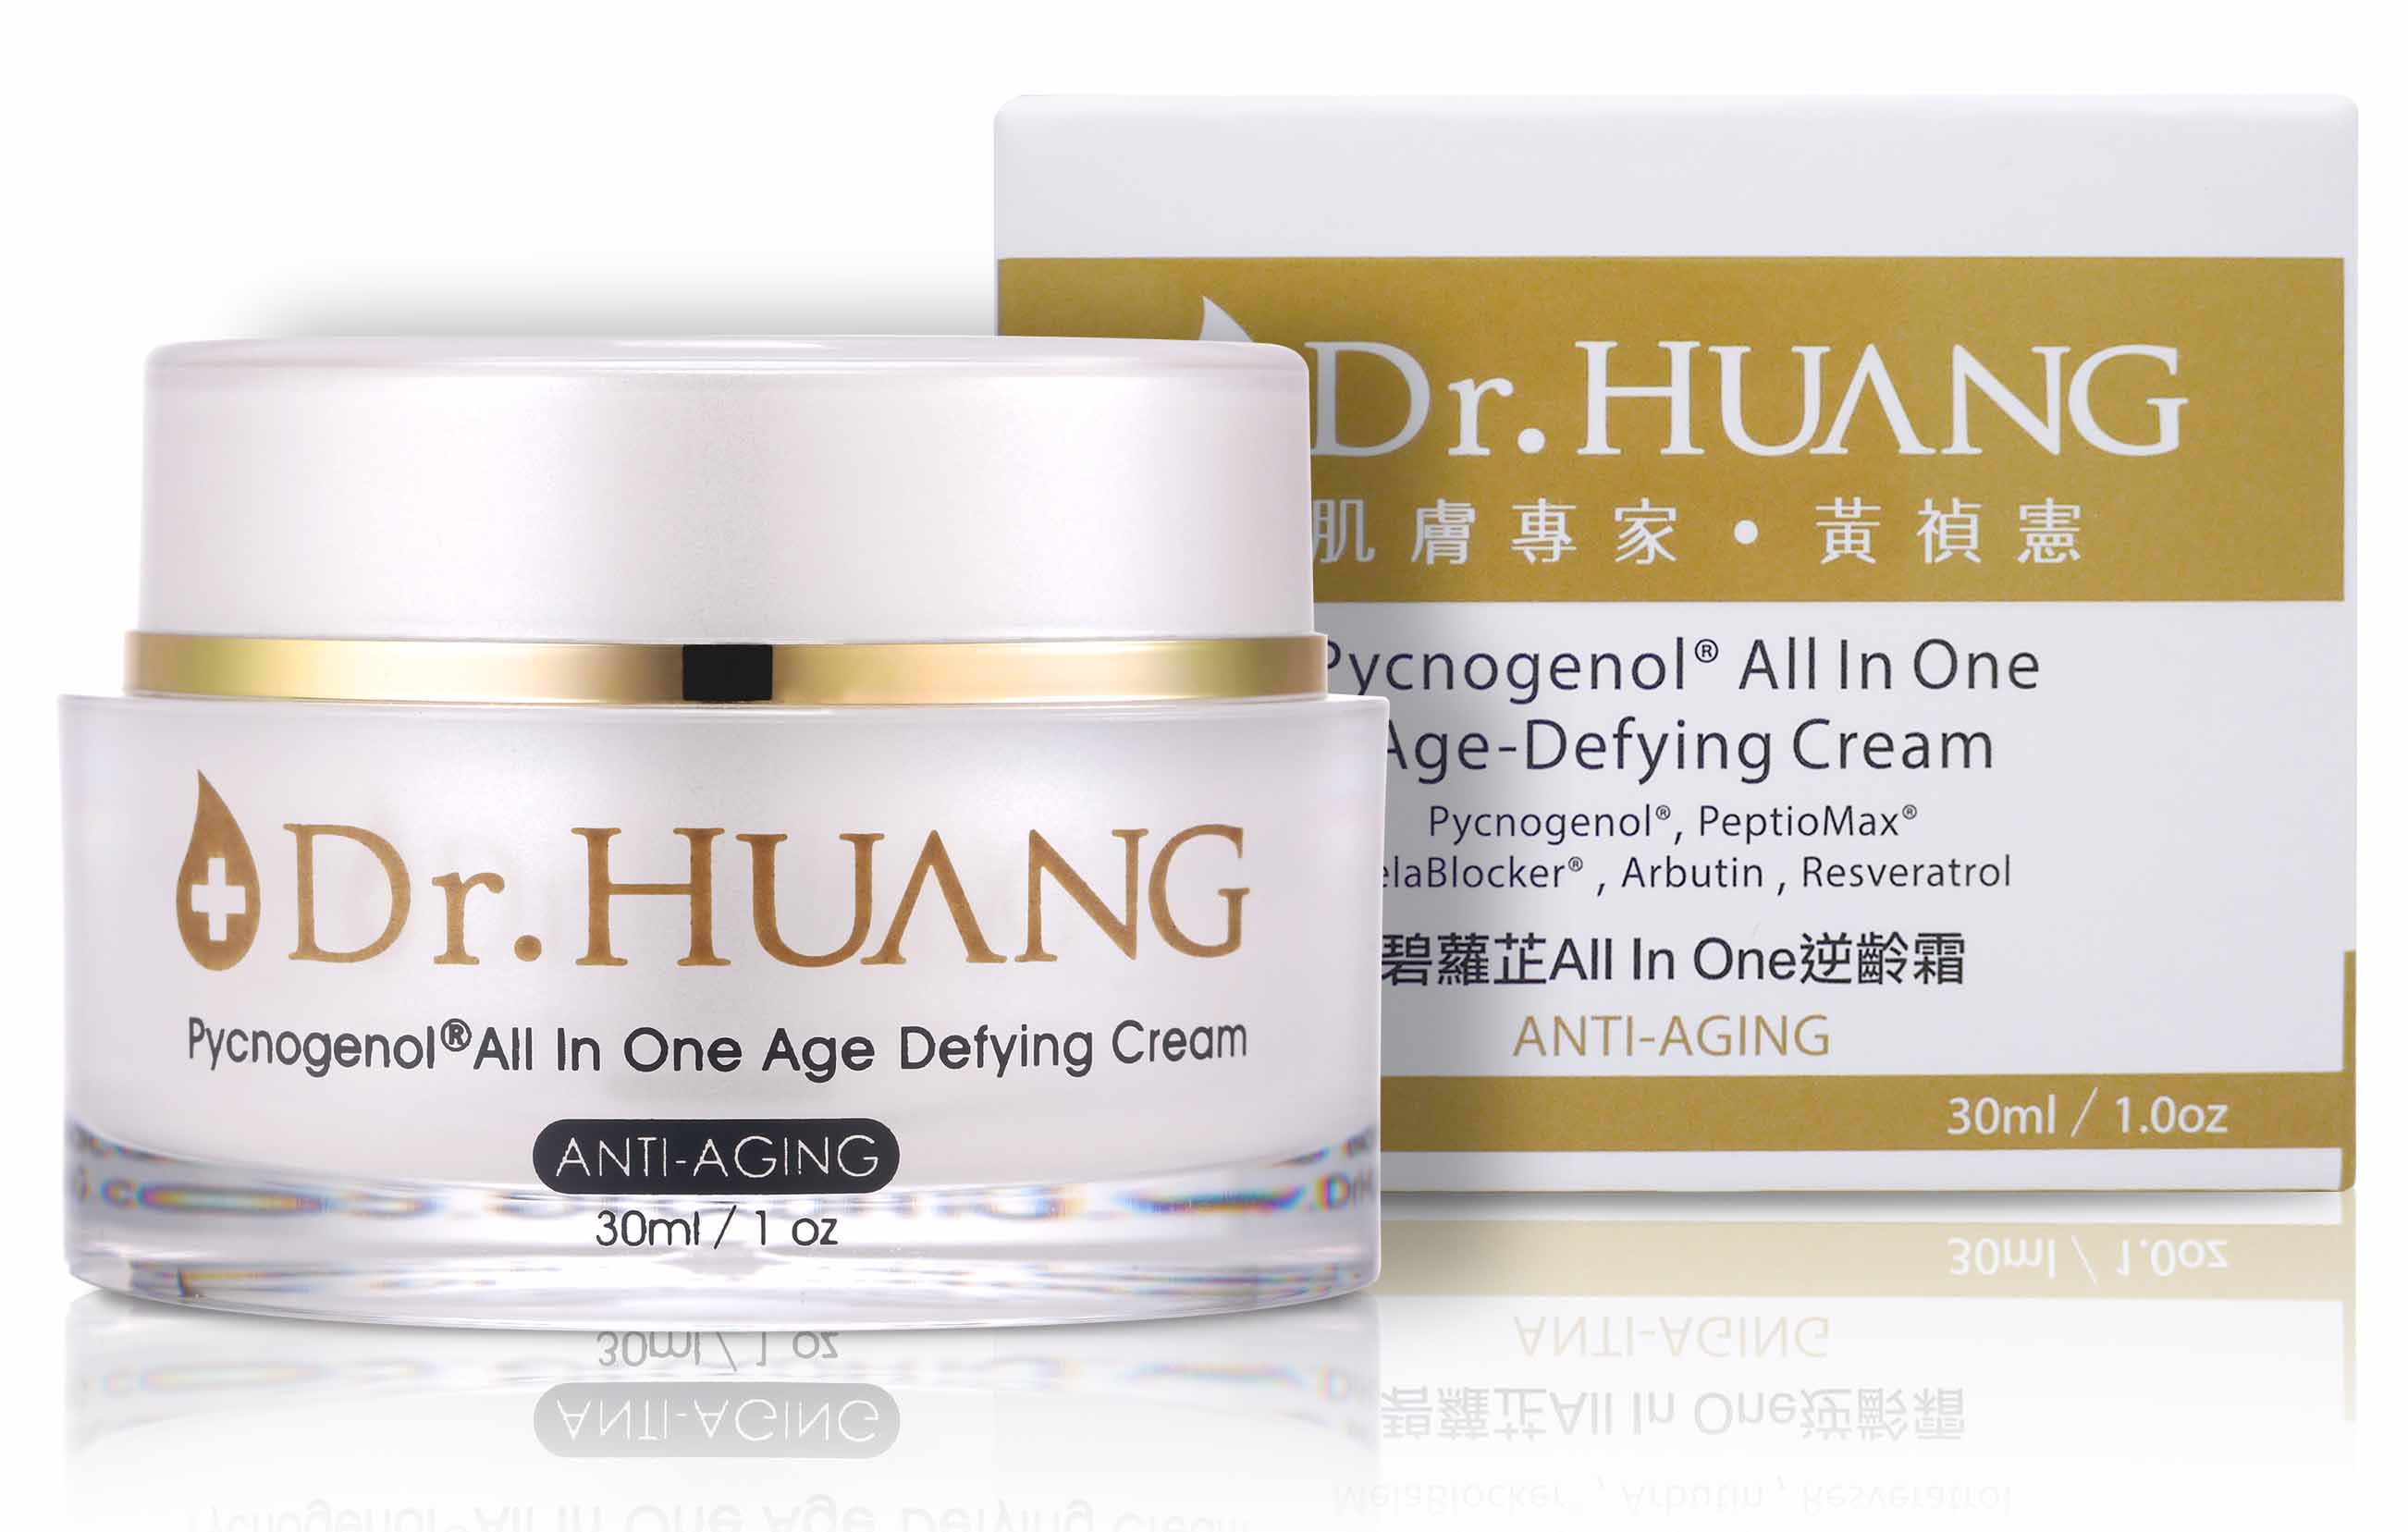 Dr. HUANG
肌膚專家・黃禎憲
Pycnogenol® All In One
Age-Defying Cream
Pycnogenol®, PeptioMax®
MelaBlocker® , Arbutin , Resveratrol
碧蘿芷All In One逆齡霜
ANTI-AGING
30ml / 1.0oz
Dr. HUANG
Pycnogenol® All In One Age Defying Cream
ANTI-AGING
30ml / 1 oz